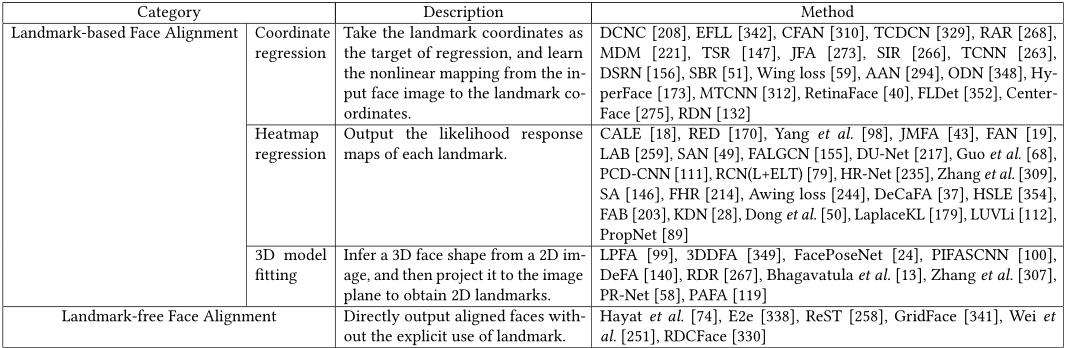 Category Description Method
Landmark-based Face Alignment
Coordinate
regression
Take the landmark coordinates as
the target of regression, and learn
the nonlinear mapping from the in-
put face image to the landmark co-
ordinates.
DCNC [208], EFLL [342], CFAN [310], TCDCN [329], RAR [268],
MDM [221], TSR [147], JFA [273], SIR [266], TCNN [263],
DSRN [156], SBR [51], Wing loss [59], AAN [294], ODN [348], Hy-
perFace [173], MTCNN [312], RetinaFace [40], FLDet [352], Center-
Face [275], RDN [132]
Heatmap
regression
Output the likelihood response
maps of each landmark.
CALE [18], RED [170], Yang et al. [98], JMFA [43], FAN [19],
LAB [259], SAN [49], FALGCN [155], DU-Net [217], Guo et al. [68],
PCD-CNN [111], RCN(L+ELT) [79], HR-Net [235], Zhang et al. [309],
SA [146], FHR [214], Awing loss [244], DeCaFA [37], HSLE [354],
FAB [203], KDN [28], Dong et al. [50], LaplaceKL [179], LUVLi [112],
PropNet [89]
3D model
fitting
Infer a 3D face shape from a 2D im-
age, and then project it to the image
plane to obtain 2D landmarks.
LPFA [99], 3DDFA [349], FacePoseNet [24], PIFASCNN [100],
DeFA [140], RDR [267], Bhagavatula et al. [13], Zhang et al. [307],
PR-Net [58], PAFA [119]
Landmark-free Face Alignment
Directly output aligned faces with-
out the explicit use of landmark.
Hayat et al. [74], E2e [338], ReST [258], GridFace [341], Wei et
al. [251], RDCFace [330]